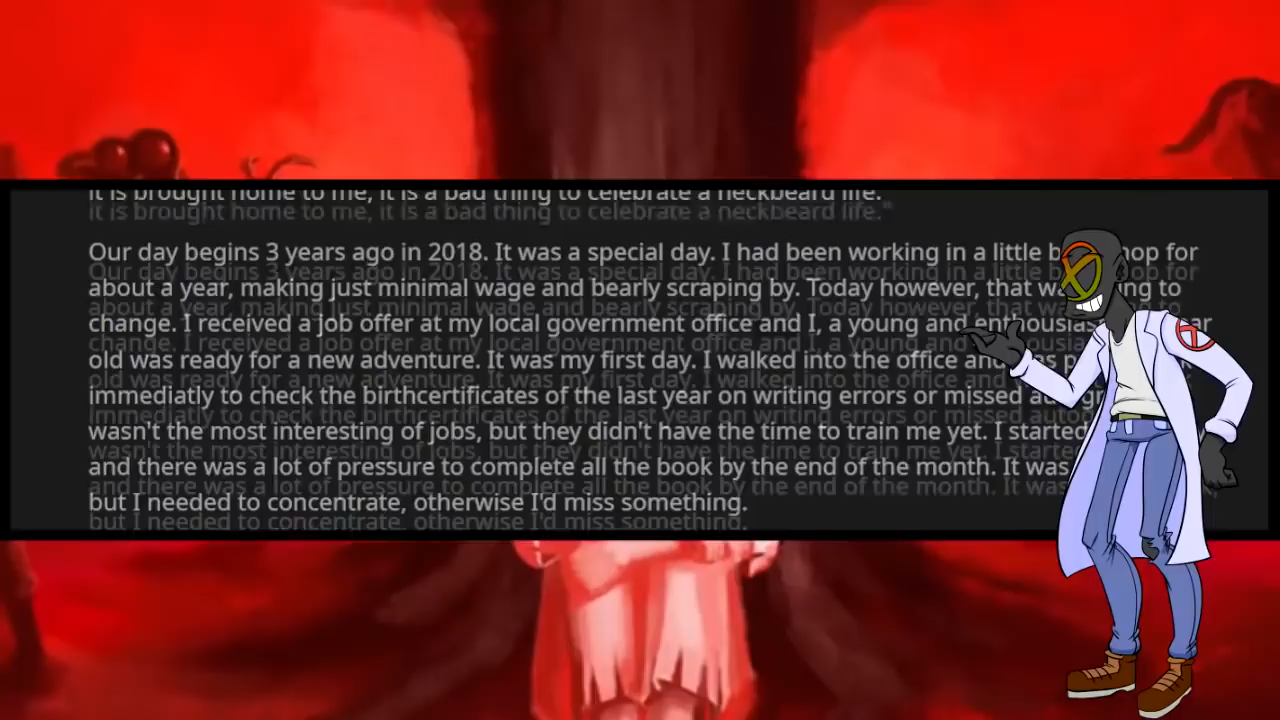 it is brought home to me, it is a bad thing to celebrate a neckbeard life."
Our day begins 3 years ago in 2018. It was a special day. I had been working in a little for
about a year, making just minimal wage and bearly scraping by. Today however, that to
change. I received a job offer at my local government office and I, a young and
old was ready for a new adventure. It was my first day. I walked into the office
immediatly to check the birthcertificates of the last year on writing errors or missed
wasn't the most interesting of jobs, but they didn't have the time to train me yet. I started
and there was a lot of pressure to complete all the book by the end of the month. It was
but I needed to concentrate, otherwise I'd miss something.